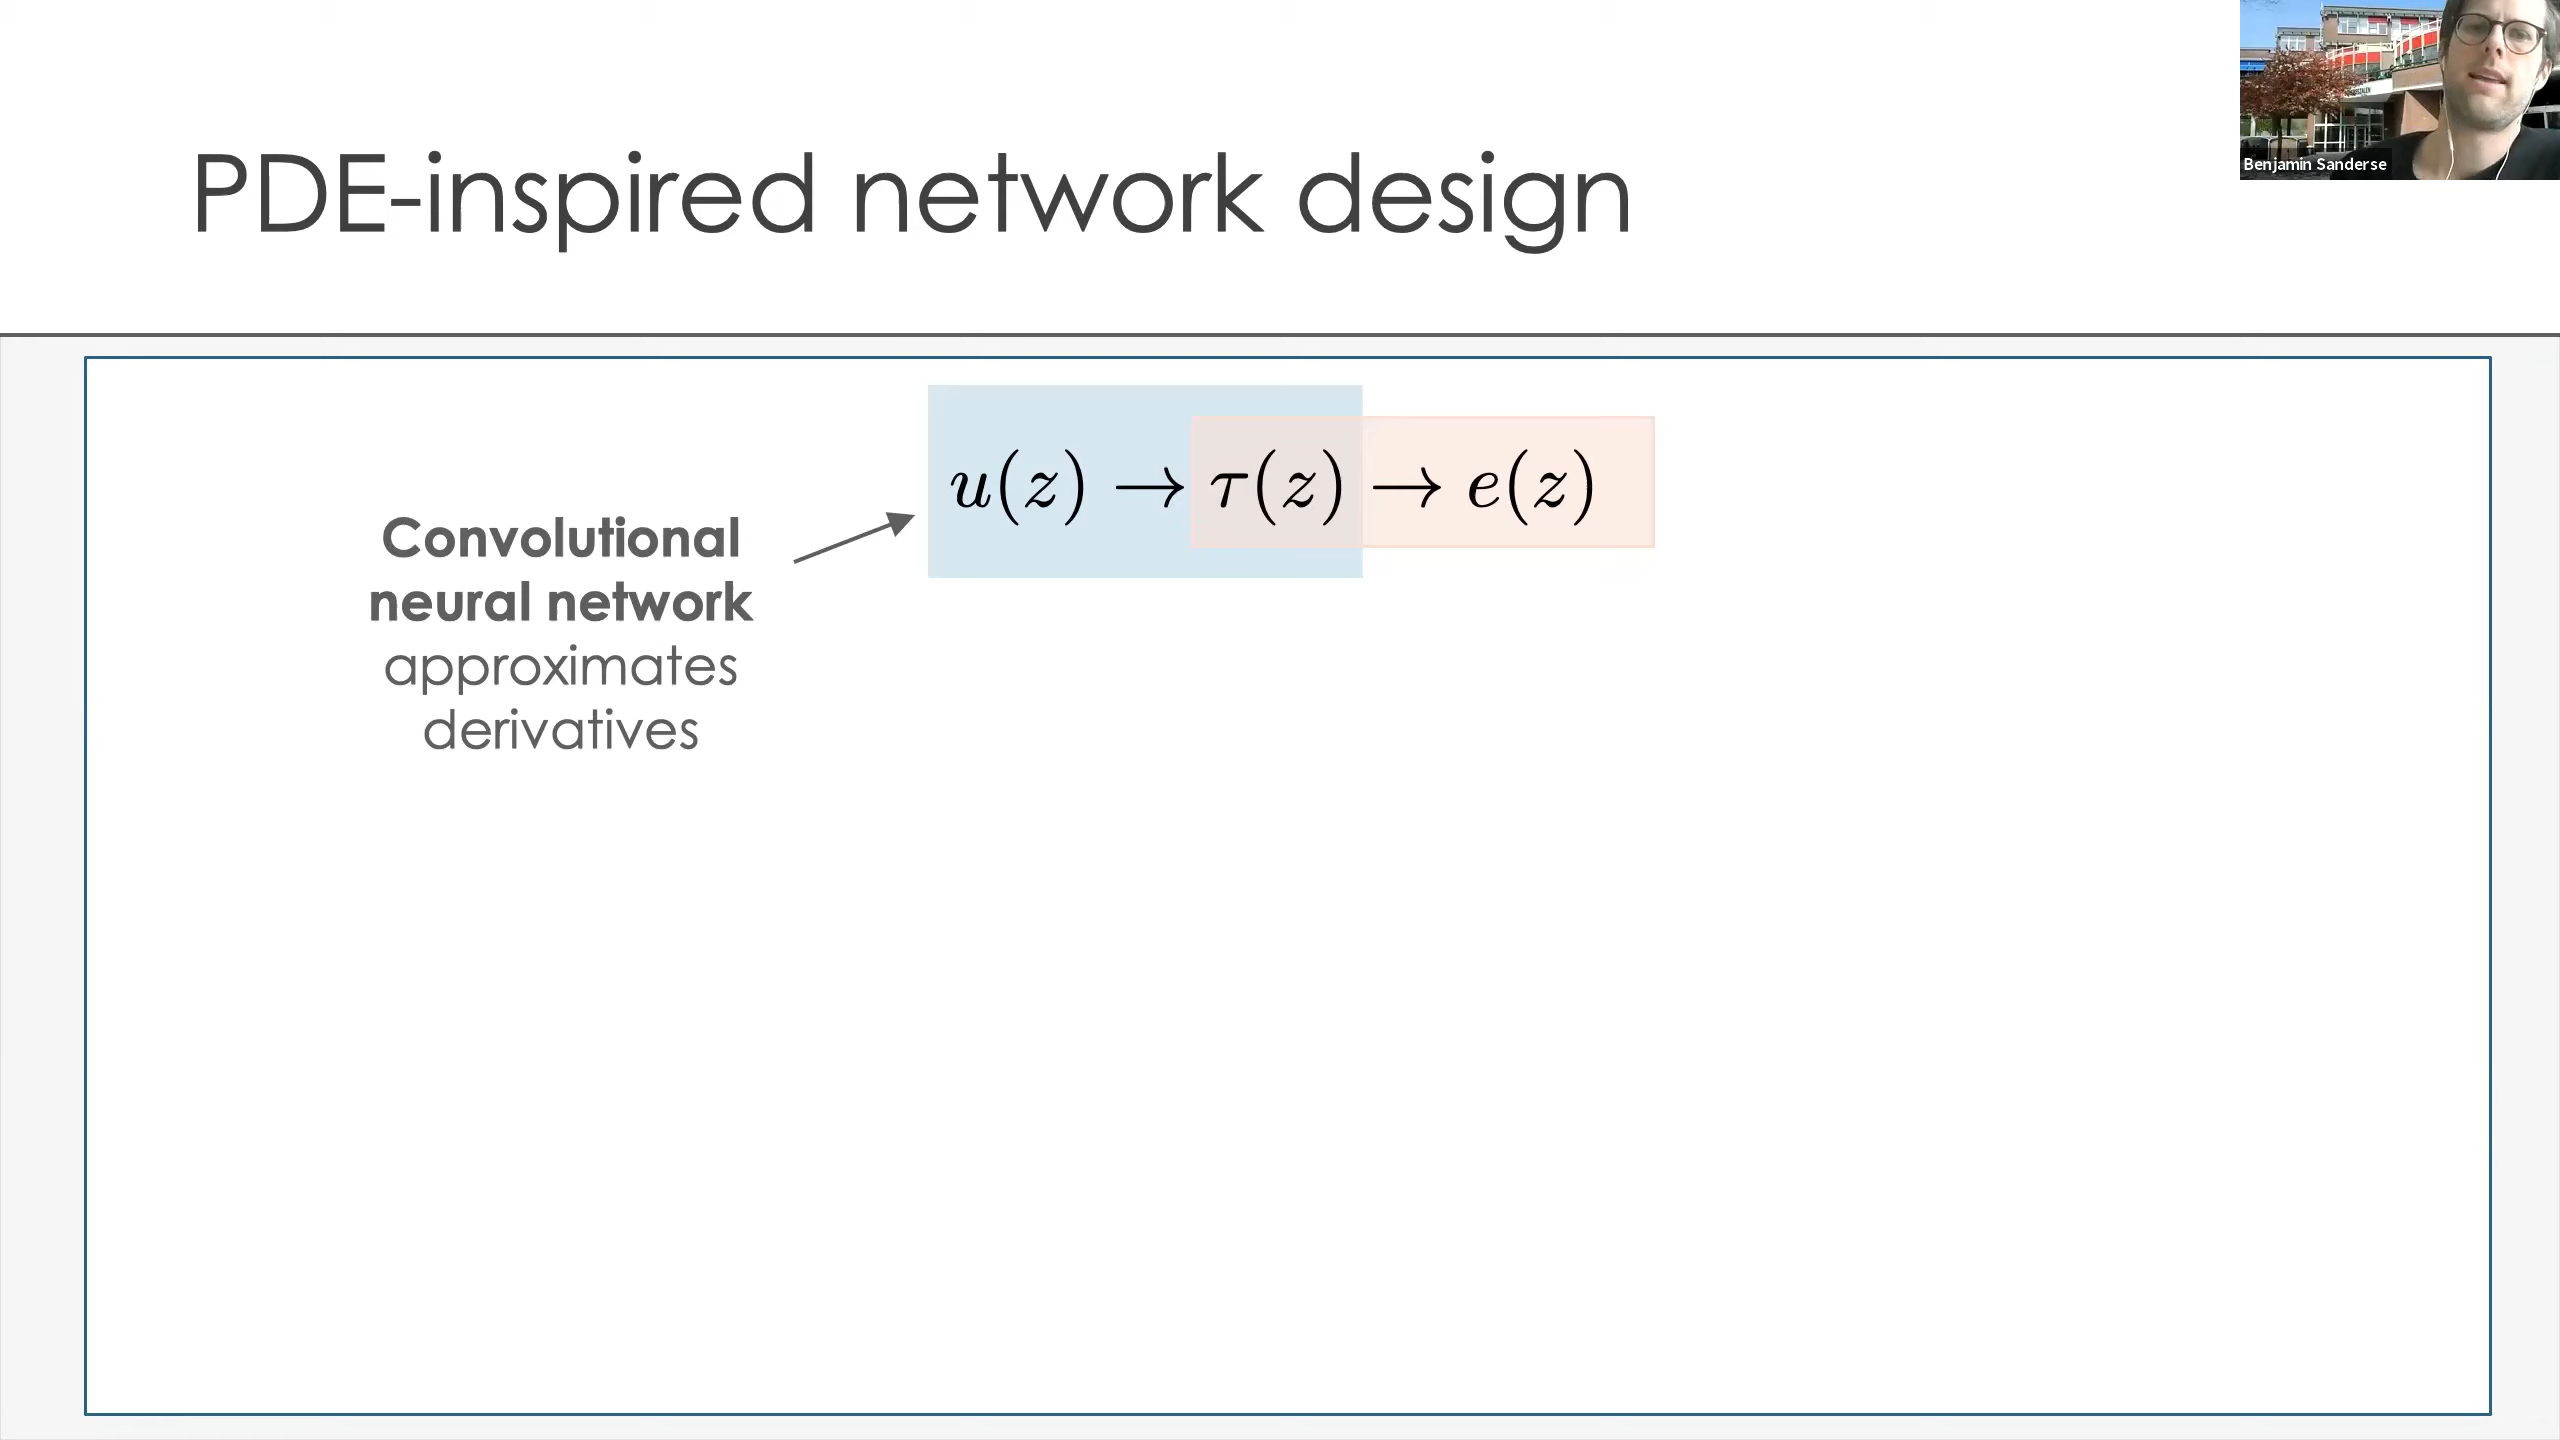 Benjamin Sanderse
PDE-inspired network design
u(z) → τ(z) → e(z)
Convolutional
neural network
approximates
derivatives